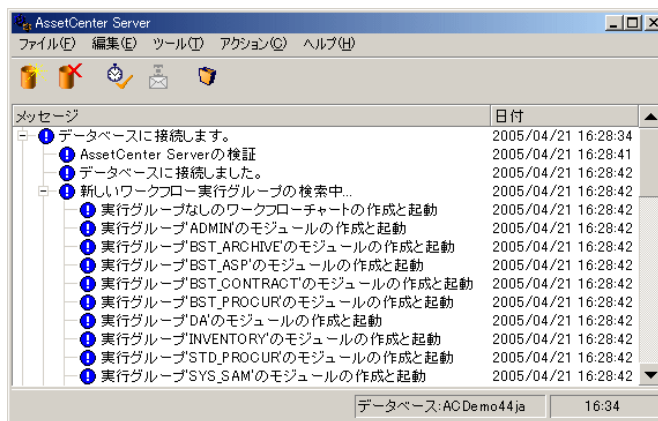 AssetCenter Server
ファイル(F) 編集(E) ツール(T) アクション(C) ヘルプ(H)
メッセージ 日付
データベースに接続します。 2005/04/21 16:28:34
AssetCenter Serverの検証 2005/04/21 16:28:41
データベースに接続しました。 2005/04/21 16:28:42
新しいワークフロー実行グループの検索中... 2005/04/21 16:28:42
実行グループなしのワークフローチャートの作成と起動 2005/04/21 16:28:42
実行グループ'ADMIN'のモジュールの作成と起動 2005/04/21 16:28:42
実行グループ'BST_ARCHIVE'のモジュールの作成と起動 2005/04/21 16:28:42
実行グループ'BST_ASP'のモジュールの作成と起動 2005/04/21 16:28:42
実行グループ'BST_CONTRACT'のモジュールの作成と起動 2005/04/21 16:28:42
実行グループ'BST_PROCUR'のモジュールの作成と起動 2005/04/21 16:28:42
実行グループ'DA'のモジュールの作成と起動 2005/04/21 16:28:42
実行グループ'INVENTORY'のモジュールの作成と起動 2005/04/21 16:28:42
実行グループ'STD_PROCUR'のモジュールの作成と起動 2005/04/21 16:28:42
実行グループ'SYS_SAM'のモジュールの作成と起動 2005/04/21 16:28:42
データベース:ACDemo44ja 16:34